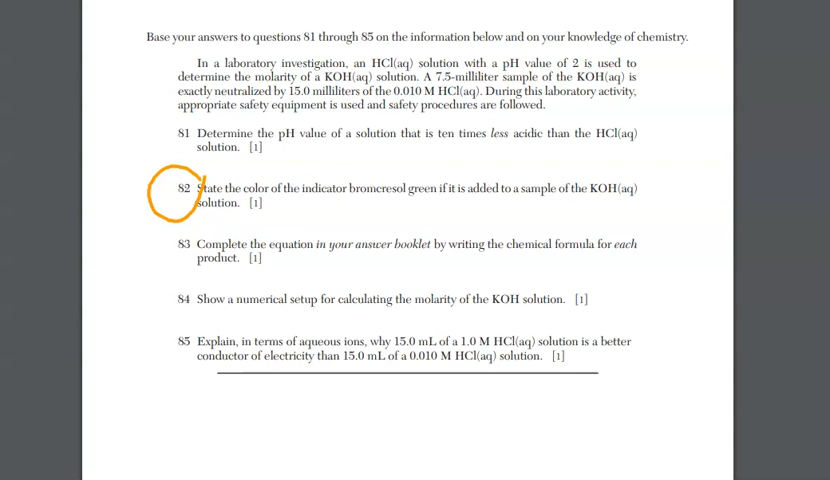 Base your answers to questions 81 through 85 on the information below and on your knowledge of chemistry.
In a laboratory investigation, an HCl(aq) solution with a pH value of 2 is used to
determine the molarity of a KOH(aq) solution. A 7.5-milliliter sample of the KOH(aq) is
exactly neutralized by 15.0 milliliters of the 0.010 M HCl(aq). During this laboratory activity,
appropriate safety equipment is used and safety procedures are followed.
81 Determine the pH value of a solution that is ten times less acidic than the HCl(aq)
solution. [1]
82 State the color of the indicator bromcresol green if it is added to a sample of the KOH(aq)
solution. [1]
83 Complete the equation in your answer booklet by writing the chemical formula for each
product. [1]
84 Show a numerical setup for calculating the molarity of the KOH solution. [1]
85 Explain, in terms of aqueous ions, why 15.0 mL of a 1.0 M HCl(aq) solution is a better
conductor of electricity than 15.0 mL of a 0.010 M HCl(aq) solution. [1]